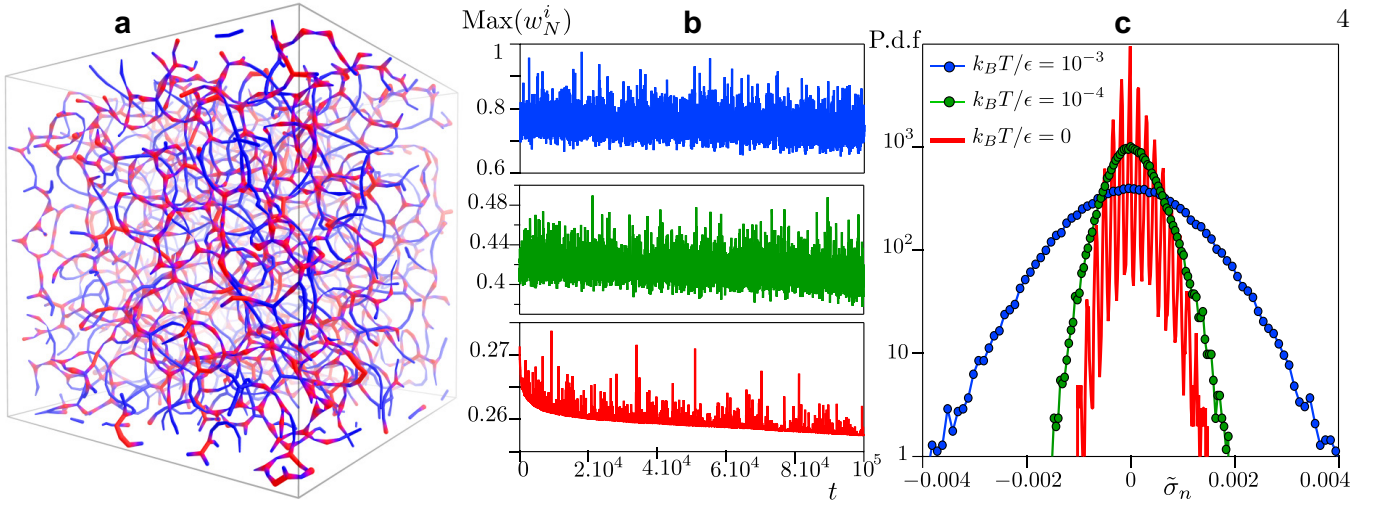 a
Max(w_N^i)
b
1
0.8
0.6
0.48
0.44
0.4
0.27
0.26
0
2.10^4
4.10^4
6.10^4
8.10^4
10^5
t
c
4
P.d.f
k_BT/ϵ = 10^{-3}
k_BT/ϵ = 10^{-4}
k_BT/ϵ = 0
10^3
10^2
10
1
−0.004
−0.002
0
0.002
0.004
σ̃_n